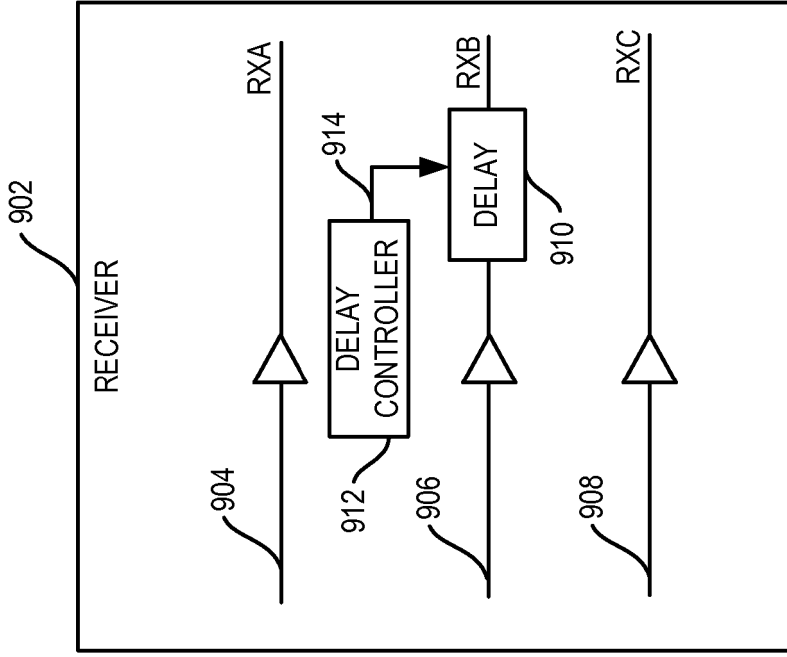 902
RECEIVER
904
RXA
912
DELAY
CONTROLLER
914
906
DELAY
910
RXB
908
RXC